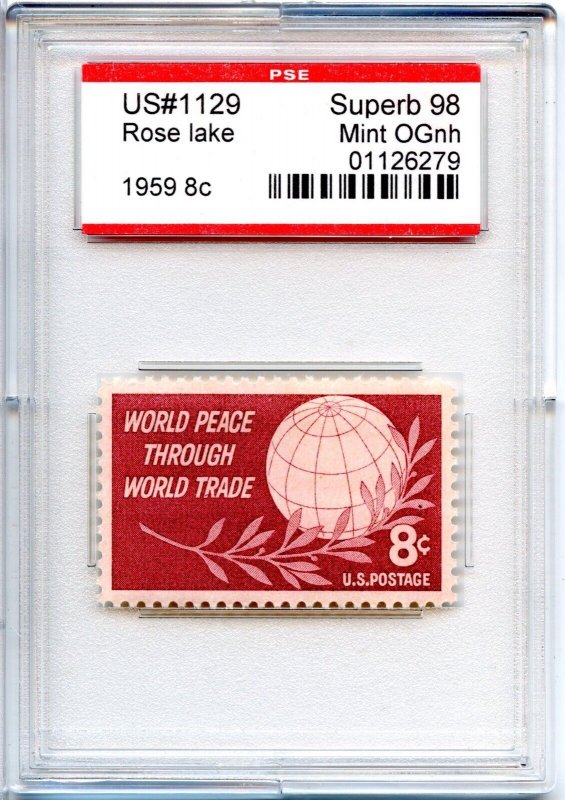 PSE
US#1129 Superb 98
Rose lake Mint OGnh
01126279
1959 8c
WORLD PEACE
THROUGH
WORLD TRADE
8¢
U.S.POSTAGE